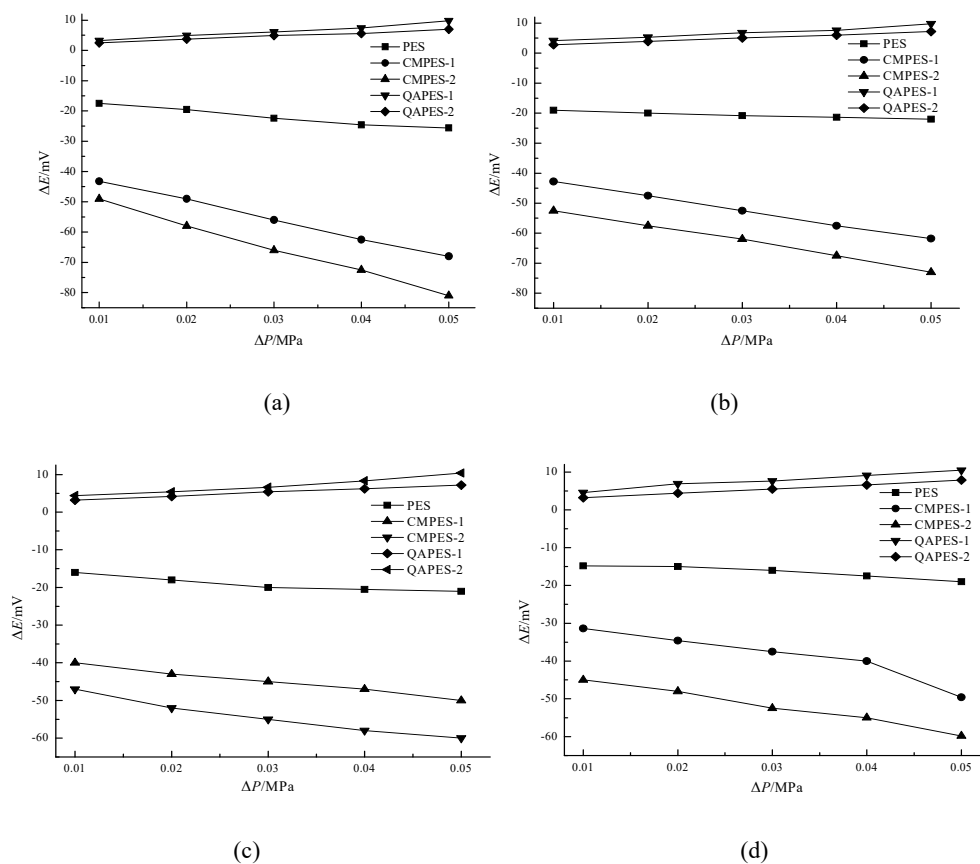 10
0
-10
-20
-30
-40
-50
-60
-70
-80
ΔE/mV
PES
CMPES-1
CMPES-2
QAPES-1
QAPES-2
0.01 0.02 0.03 0.04 0.05
ΔP/MPa
(a)
10
0
-10
-20
-30
-40
-50
-60
-70
-80
ΔE/mV
PES
CMPES-1
CMPES-2
QAPES-1
QAPES-2
0.01 0.02 0.03 0.04 0.05
ΔP/MPa
(b)
10
0
-10
-20
-30
-40
-50
-60
ΔE/mV
PES
CMPES-1
CMPES-2
QAPES-1
QAPES-2
0.01 0.02 0.03 0.04 0.05
ΔP/MPa
(c)
10
0
-10
-20
-30
-40
-50
-60
ΔE/mV
PES
CMPES-1
CMPES-2
QAPES-1
QAPES-2
0.01 0.02 0.03 0.04 0.05
ΔP/MPa
(d)